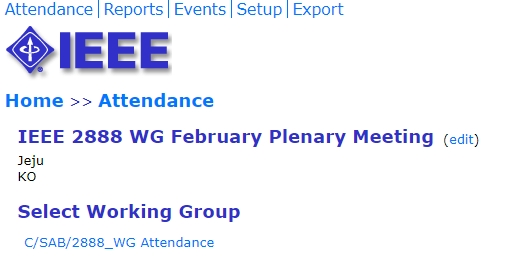 Attendance | Reports | Events | Setup | Export
IEEE
Home >> Attendance
IEEE 2888 WG February Plenary Meeting (edit)
Jeju
KO
Select Working Group
C/SAB/2888_WG Attendance